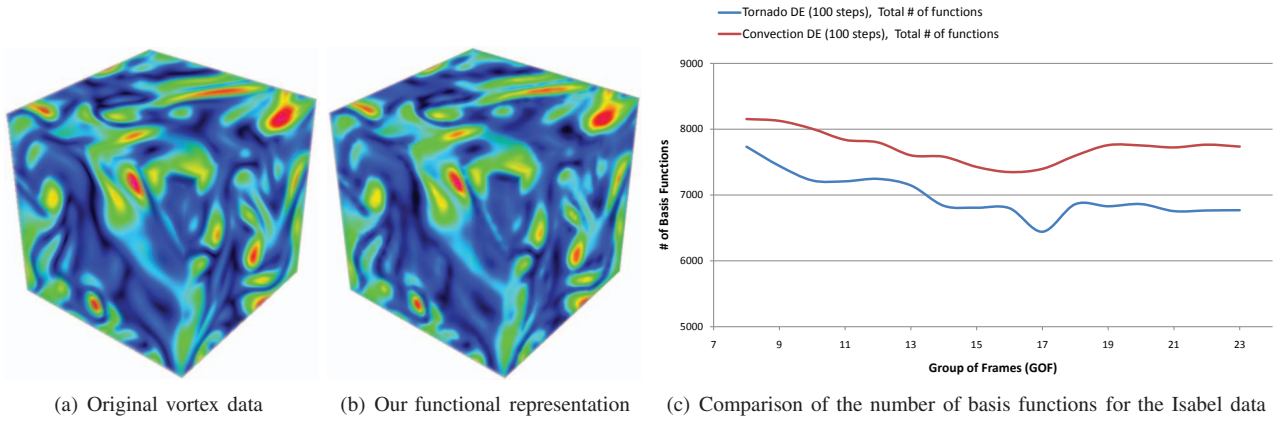 Tornado DE (100 steps), Total # of functions
Convection DE (100 steps), Total # of functions
9000
8000
7000
6000
5000
# of Basis Functions
7 9 11 13 15 17 19 21 23
Group of Frames (GOF)
(a) Original vortex data
(b) Our functional representation
(c) Comparison of the number of basis functions for the Isabel data